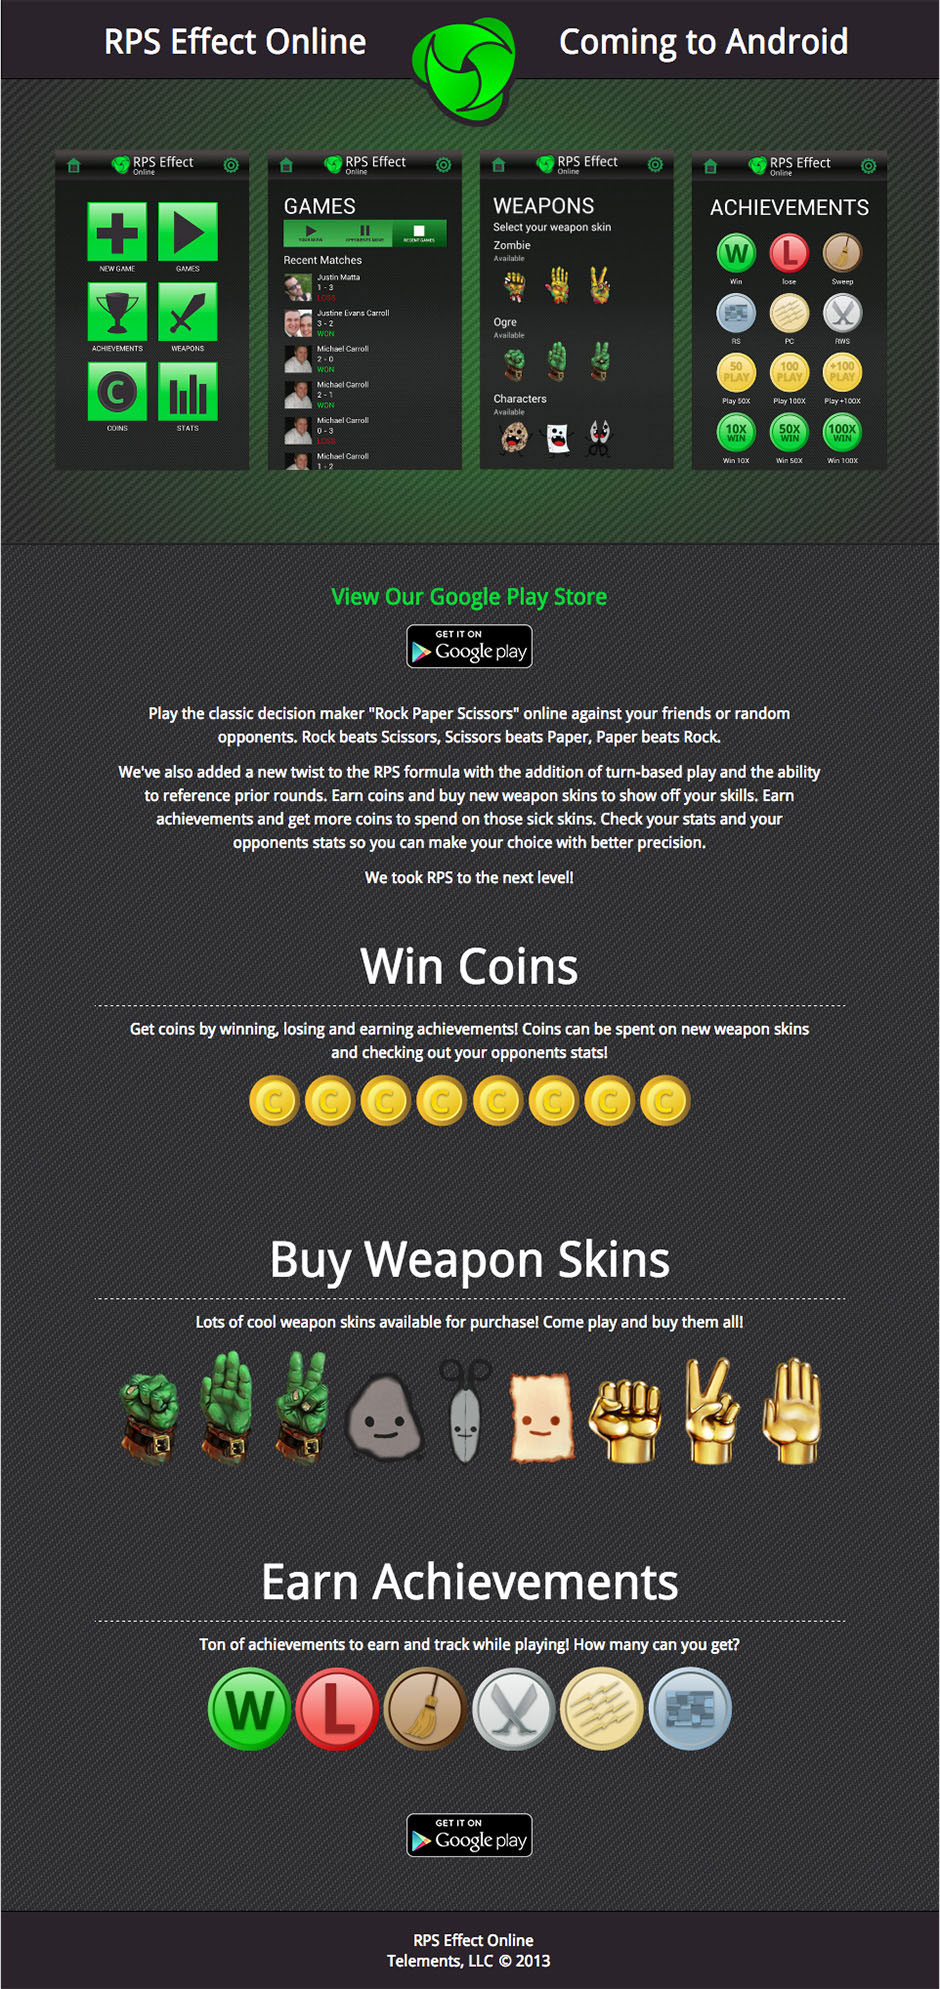 RPS Effect Online
Coming to Android
RPS Effect
Online
NEW GAME
GAMES
ACHIEVEMENTS
WEAPONS
C
COINS
STATS
RPS Effect
Online
GAMES
YOUR MOVE
OPPONENTS MOVE
RECENT GAMES
Recent Matches
Justin Matta
1 - 3
LOSS
Justine Evans Carroll
3 - 2
WON
Michael Carroll
2 - 0
WON
Michael Carroll
2 - 1
WON
Michael Carroll
0 - 3
LOSS
Michael Carroll
1 - 2
RPS Effect
Online
WEAPONS
Select your weapon skin
Zombie
Available
Ogre
Available
Characters
Available
RPS Effect
Online
ACHIEVEMENTS
W
L
Win
lose
Sweep
RS
PC
RWS
50
PLAY
100
PLAY
+100
PLAY
Play 50X
Play 100X
Play +100X
10X
WIN
50X
WIN
100X
WIN
Win 10X
Win 50X
Win 100X
View Our Google Play Store
GET IT ON
Google play
Play the classic decision maker "Rock Paper Scissors" online against your friends or random
opponents. Rock beats Scissors, Scissors beats Paper, Paper beats Rock.
We've also added a new twist to the RPS formula with the addition of turn-based play and the ability
to reference prior rounds. Earn coins and buy new weapon skins to show off your skills. Earn
achievements and get more coins to spend on those sick skins. Check your stats and your
opponents stats so you can make your choice with better precision.
We took RPS to the next level!
Win Coins
Get coins by winning, losing and earning achievements! Coins can be spent on new weapon skins
and checking out your opponents stats!
C C C C C C C C
Buy Weapon Skins
Lots of cool weapon skins available for purchase! Come play and buy them all!
Earn Achievements
Ton of achievements to earn and track while playing! How many can you get?
W L
GET IT ON
Google play
RPS Effect Online
Telements, LLC © 2013